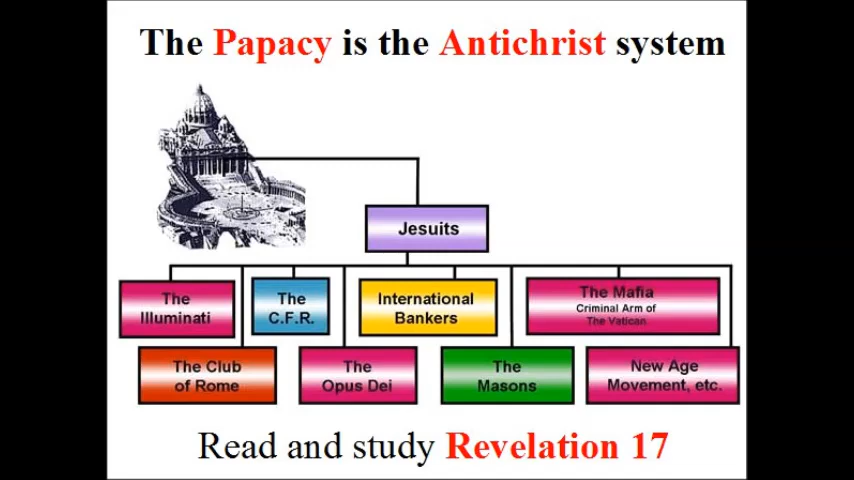 The Papacy is the Antichrist system
Jesuits
The
Illuminati
The
C.F.R.
International
Bankers
The Mafia
Criminal Arm of
The Vatican
The Club
of Rome
The
Opus Dei
The
Masons
New Age
Movement, etc.
Read and study Revelation 17